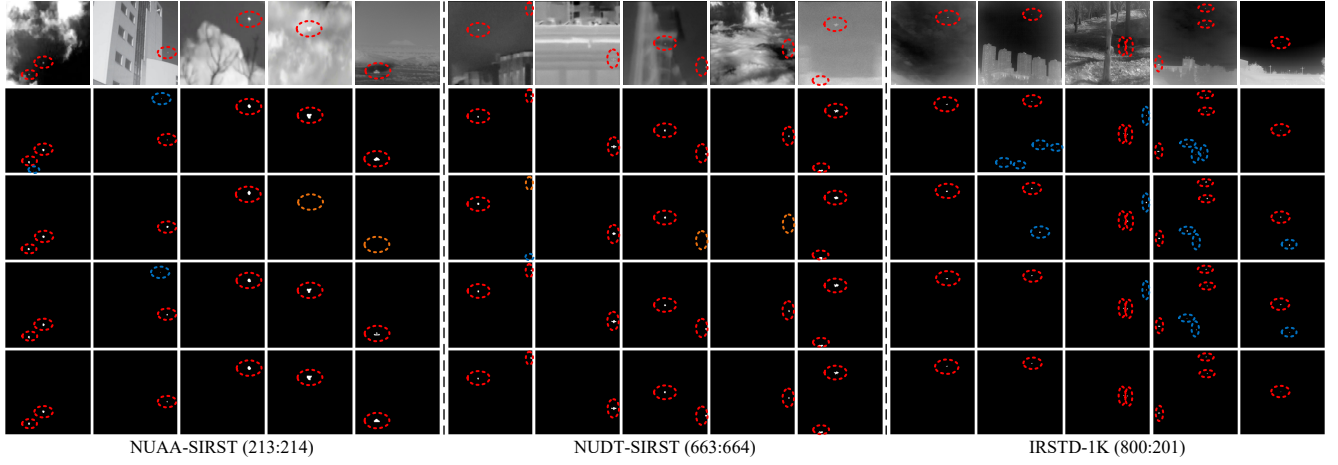 NUAA-SIRST (213:214)
NUDT-SIRST (663:664)
IRSTD-1K (800:201)